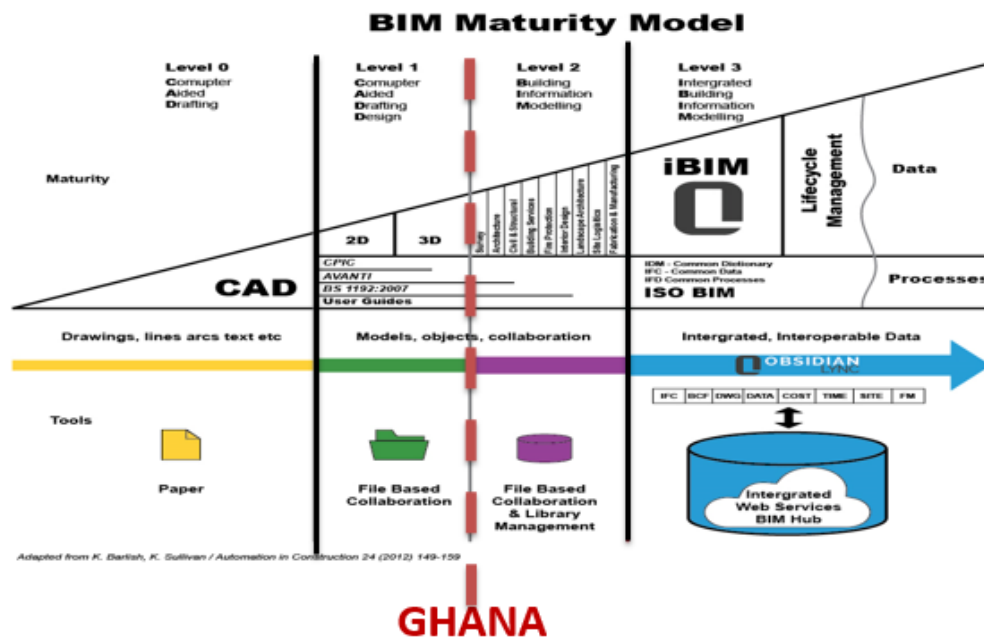 BIM Maturity Model
Level 0
Comupter
Aided
Drafting
Level 1
Comupter
Aided
Drafting
Design
Level 2
Building
Information
Modelling
Level 3
Intergrated
Building
Information
Modelling
Maturity
CAD
2D
3D
Survey
Architecture
Civil & Structural
Building Services
Fire Protection
Interior Design
Landscape Architecture
Site Logistics
Fabrication & Manufacturing
iBIM
Lifecycle
Management
Data
CPIC
AVANTI
BS 1192:2007
User Guides
IDM - Common Dictionary
IFC - Common Data
IFD Common Processes
ISO BIM
Processes
Drawings, lines arcs text etc
Models, objects, collaboration
Intergrated, Interoperable Data
OBSIDIAN
LYNC
IFC BCF DWG DATA COST TIME SITE FM
Tools
Paper
File Based
Collaboration
File Based
Collaboration
& Library
Management
Intergrated
Web Services
BIM Hub
Adapted from K. Barlish, K. Sullivan / Automation in Construction 24 (2012) 149-159
GHANA